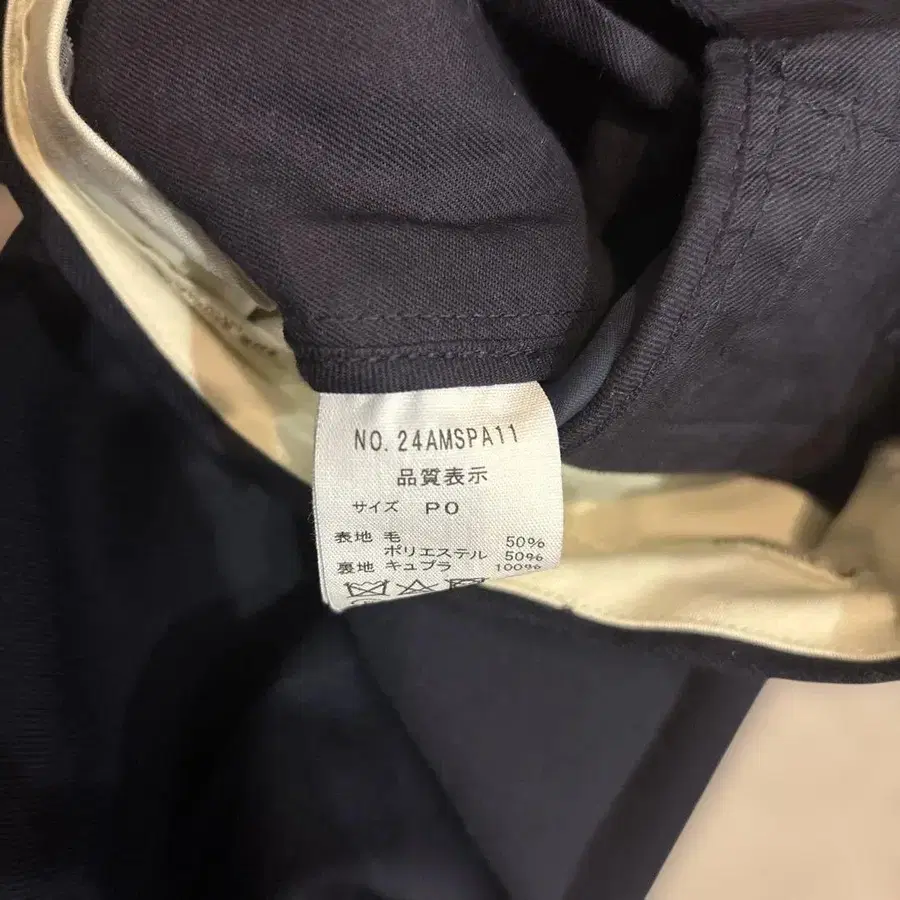 NO. 24AMSPA11
品質表示
サイズ PO
表地 毛 50%
ポリエステル 50%
裏地 キュプラ 100%